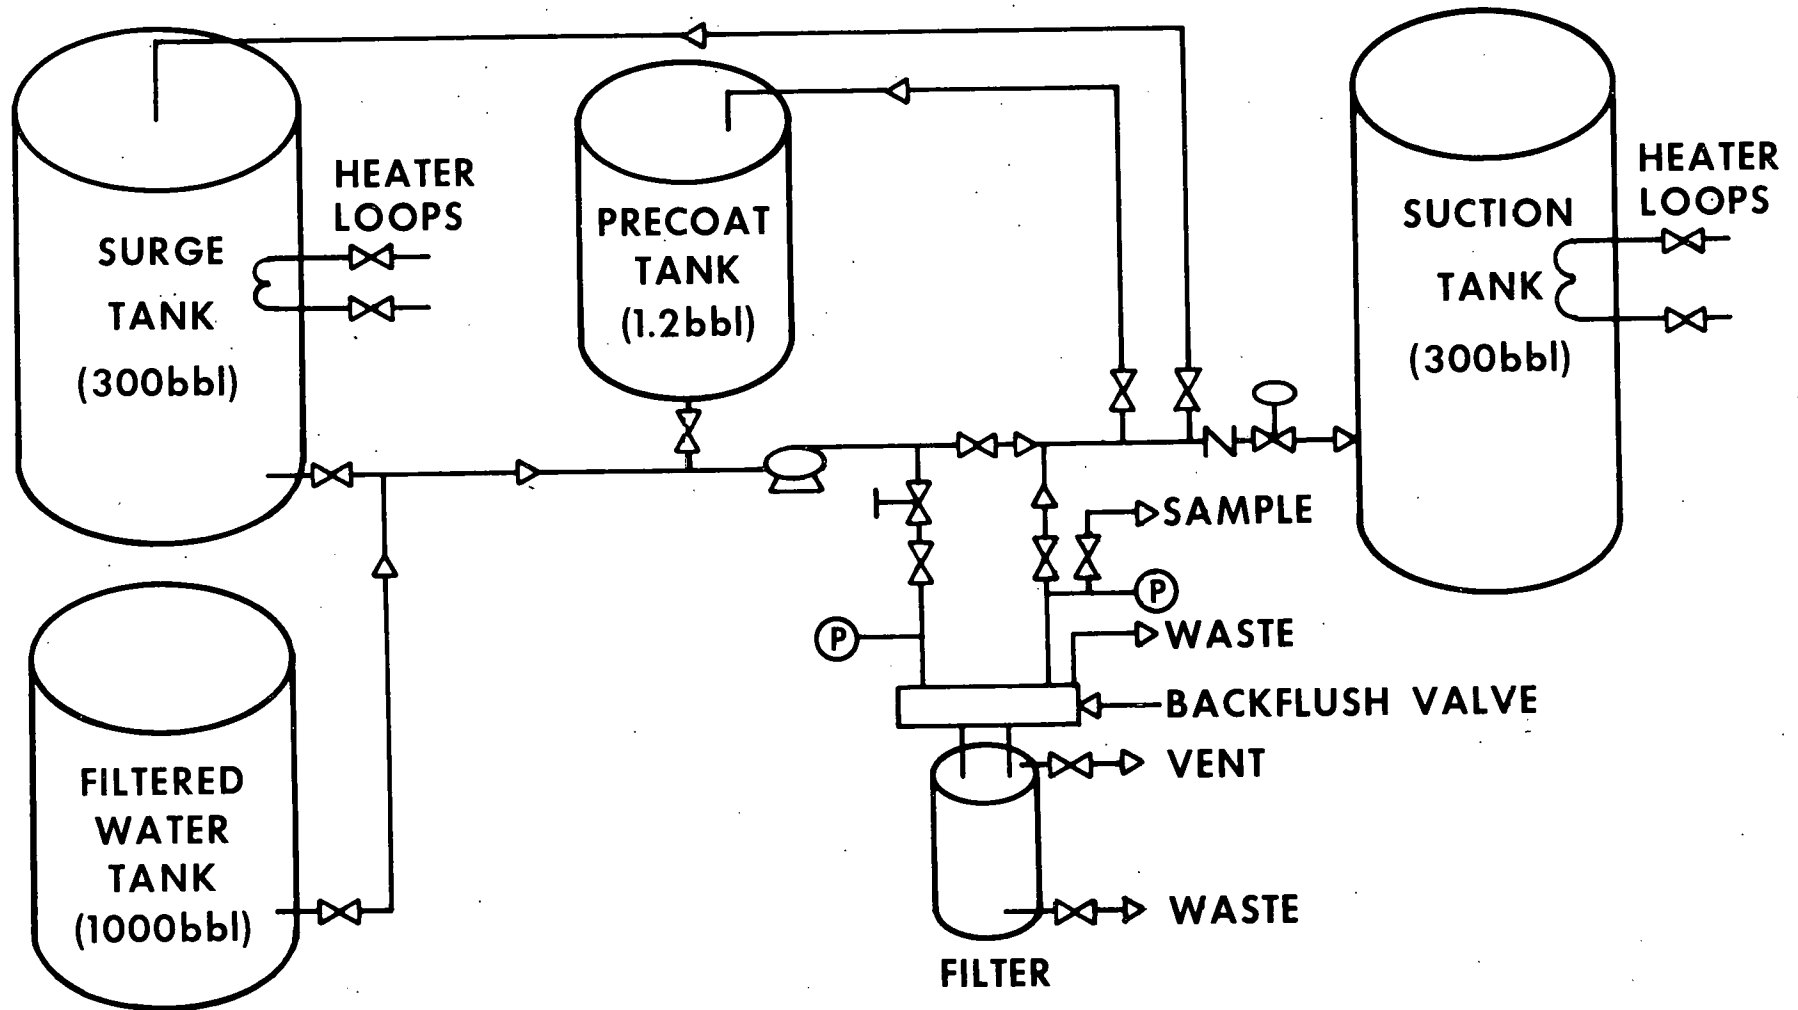 HEATER
LOOPS
SURGE
TANK
(300bbl)
PRECOAT
TANK
(1.2bbl)
SUCTION
TANK
(300bbl)
HEATER
LOOPS
SAMPLE
P
P
WASTE
BACKFLUSH VALVE
VENT
WASTE
FILTER
FILTERED
WATER
TANK
(1000bbl)